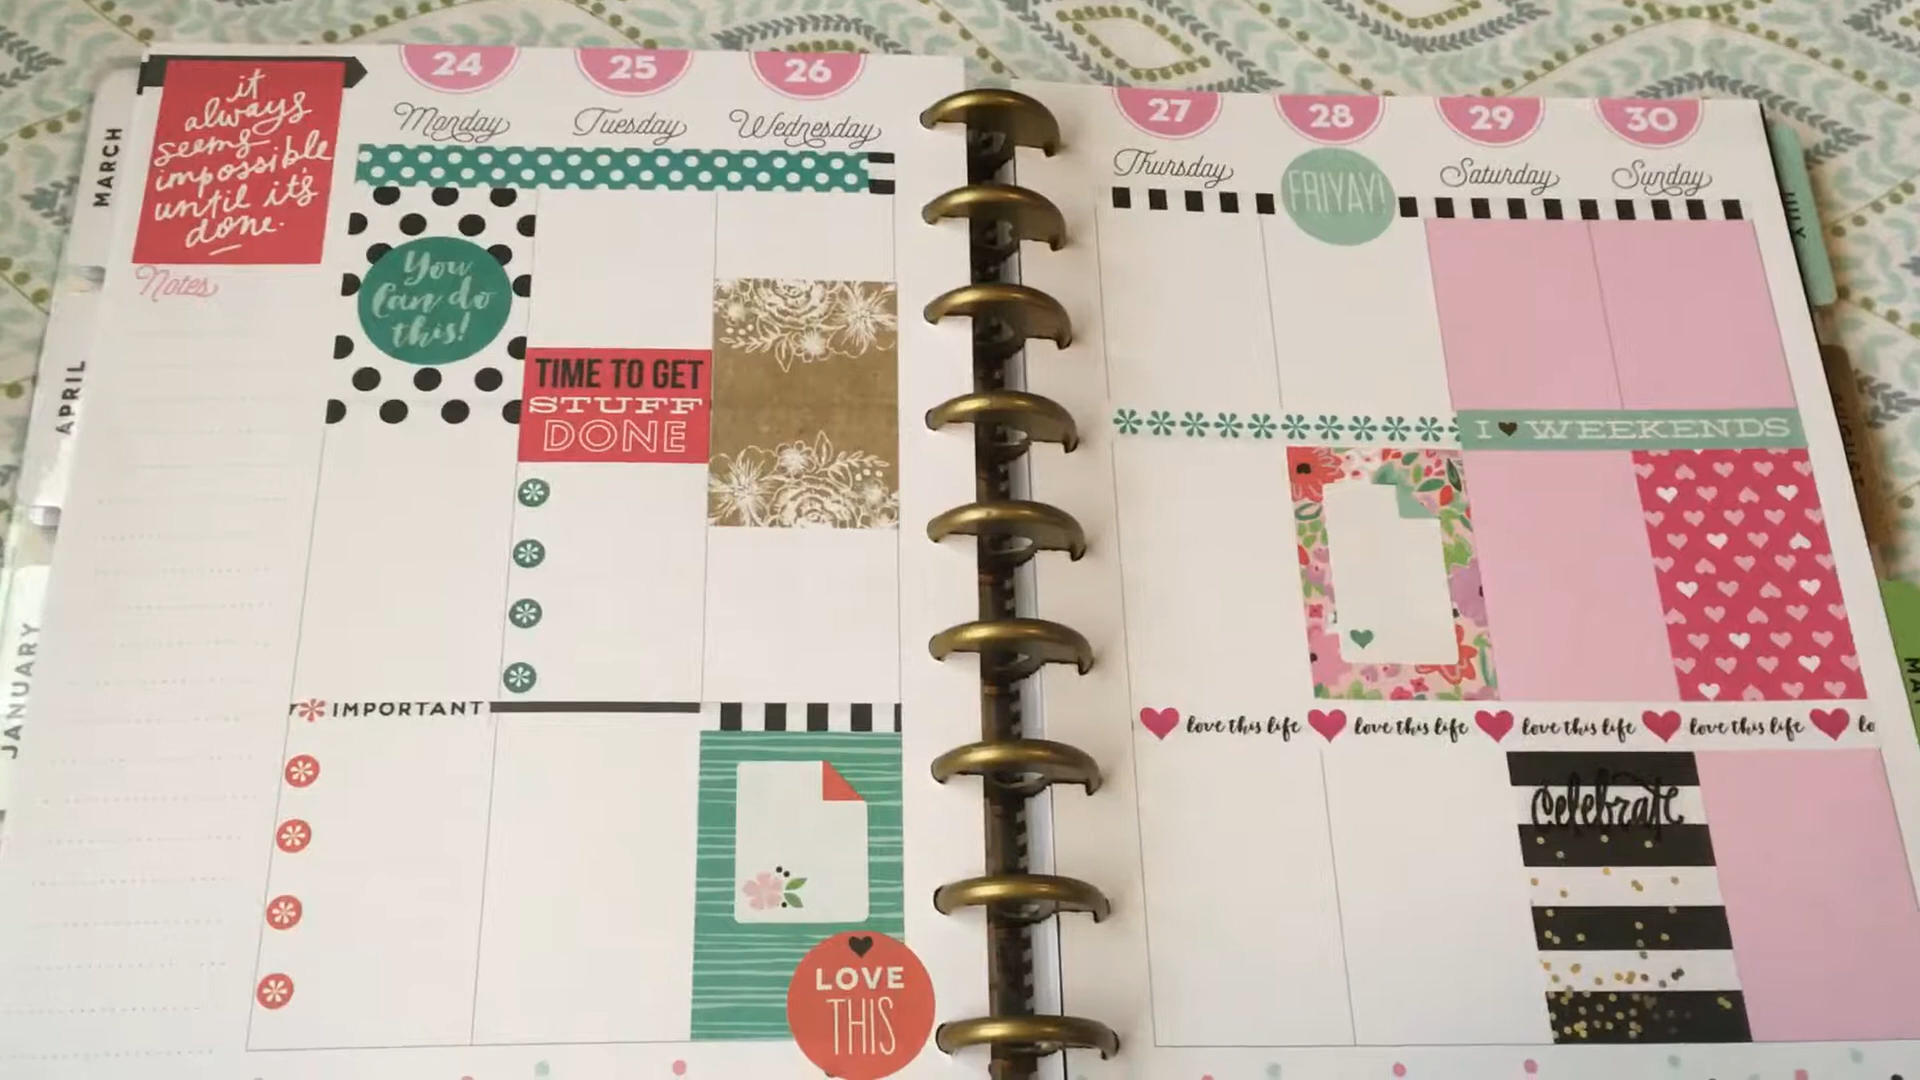 it
always
seems
impossible
until it's
done.
Notes
24
25
26
Monday
Tuesday
Wednesday
You
Can do
this!
TIME TO GET
STUFF
DONE
IMPORTANT
LOVE
THIS
27
28
29
30
Thursday
FRIYAY!
Saturday
Sunday
I ♥ WEEKENDS
love this life love this life love this life love this life lo
celebrate
MARCH
APRIL
JANUARY
JULY
MA